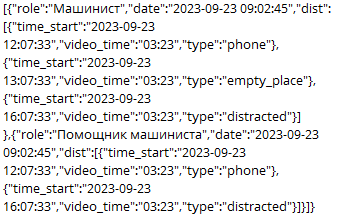 [{"role":"Машинист","date":"2023-09-23 09:02:45","dist":
[{"time_start":"2023-09-23
12:07:33","video_time":"03:23","type":"phone"},
{"time_start":"2023-09-23
13:07:33","video_time":"03:23","type":"empty_place"},
{"time_start":"2023-09-23
16:07:33","video_time":"03:23","type":"distracted"}]
},{"role":"Помощник машиниста","date":"2023-09-23
09:02:45","dist":[{"time_start":"2023-09-23
12:07:33","video_time":"03:23","type":"phone"},
{"time_start":"2023-09-23
16:07:33","video_time":"03:23","type":"distracted"}]}]}